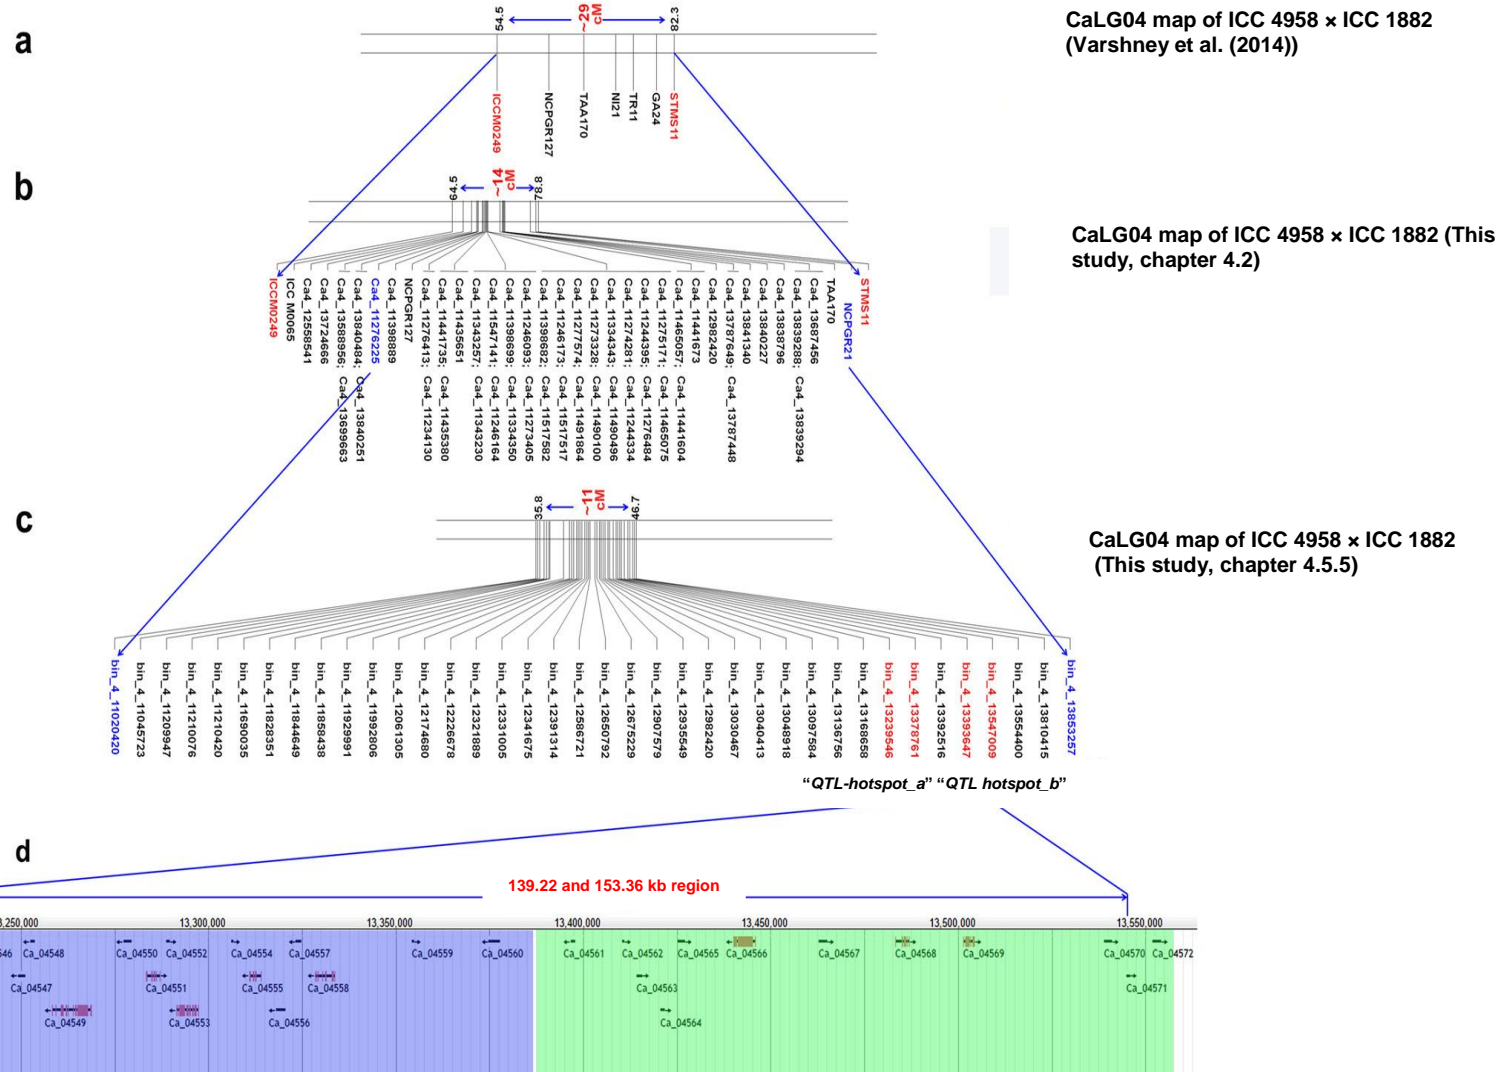 a
54.5
~29
cM
82.3
CaLG04 map of ICC 4958 × ICC 1882
(Varshney et al. (2014))
ICCM0249
NCPGR127
TAA170
NI21
TR11
GA24
STMS11
b
64.5
~14
cM
78.8
CaLG04 map of ICC 4958 × ICC 1882 (This
study, chapter 4.2)
ICCM0249
ICC M0065
Ca4_12558541
Ca4_13724666
Ca4_13588956; Ca4_13699663
Ca4_13840484; Ca4_13840251
Ca4_11276225
Ca4_11398889
NCPGR127
Ca4_11276413; Ca4_11234130
Ca4_11441735; Ca4_11435380
Ca4_11435651
Ca4_11343257; Ca4_11343230
Ca4_11547141; Ca4_11246164
Ca4_11398699; Ca4_11334350
Ca4_11246093; Ca4_11273405
Ca4_11398682; Ca4_11517582
Ca4_11246173; Ca4_11517517
Ca4_11277574; Ca4_11491864
Ca4_11273328; Ca4_11490100
Ca4_11334343; Ca4_11490496
Ca4_11274281; Ca4_11244334
Ca4_11244395; Ca4_11276484
Ca4_11275171; Ca4_11465075
Ca4_11465057; Ca4_11441604
Ca4_11441673
Ca4_12982420
Ca4_13787649; Ca4_13787448
Ca4_13841340
Ca4_13840227
Ca4_13838796
Ca4_13839288; Ca4_13839294
Ca4_13687456
TAA170
NCPGR21
STMS11
c
35.8
~11
cM
46.7
CaLG04 map of ICC 4958 × ICC 1882
(This study, chapter 4.5.5)
bin_4_11020420
bin_4_11045723
bin_4_11209947
bin_4_11210076
bin_4_11210420
bin_4_11690035
bin_4_11828351
bin_4_11844649
bin_4_11858438
bin_4_11929991
bin_4_11992806
bin_4_12061305
bin_4_12174680
bin_4_12226678
bin_4_12321889
bin_4_12331005
bin_4_12341675
bin_4_12391314
bin_4_12586721
bin_4_12650792
bin_4_12675229
bin_4_12907579
bin_4_12935549
bin_4_12982420
bin_4_13030467
bin_4_13040413
bin_4_13048918
bin_4_13097584
bin_4_13136756
bin_4_13168658
bin_4_13239546
bin_4_13378761
bin_4_13392516
bin_4_13393647
bin_4_13547009
bin_4_13554400
bin_4_13810415
bin_4_13853257
“QTL-hotspot_a” “QTL hotspot_b”
d
139.22 and 153.36 kb region
3,250,000 13,300,000 13,350,000 13,400,000 13,450,000 13,500,000 13,550,000
546 Ca_04548 Ca_04550 Ca_04552 Ca_04554 Ca_04557 Ca_04559 Ca_04560 Ca_04561 Ca_04562 Ca_04565 Ca_04566 Ca_04567 Ca_04568 Ca_04569 Ca_04570 Ca_04572
Ca_04547 Ca_04551 Ca_04555 Ca_04558 Ca_04563 Ca_04571
Ca_04549 Ca_04553 Ca_04556 Ca_04564